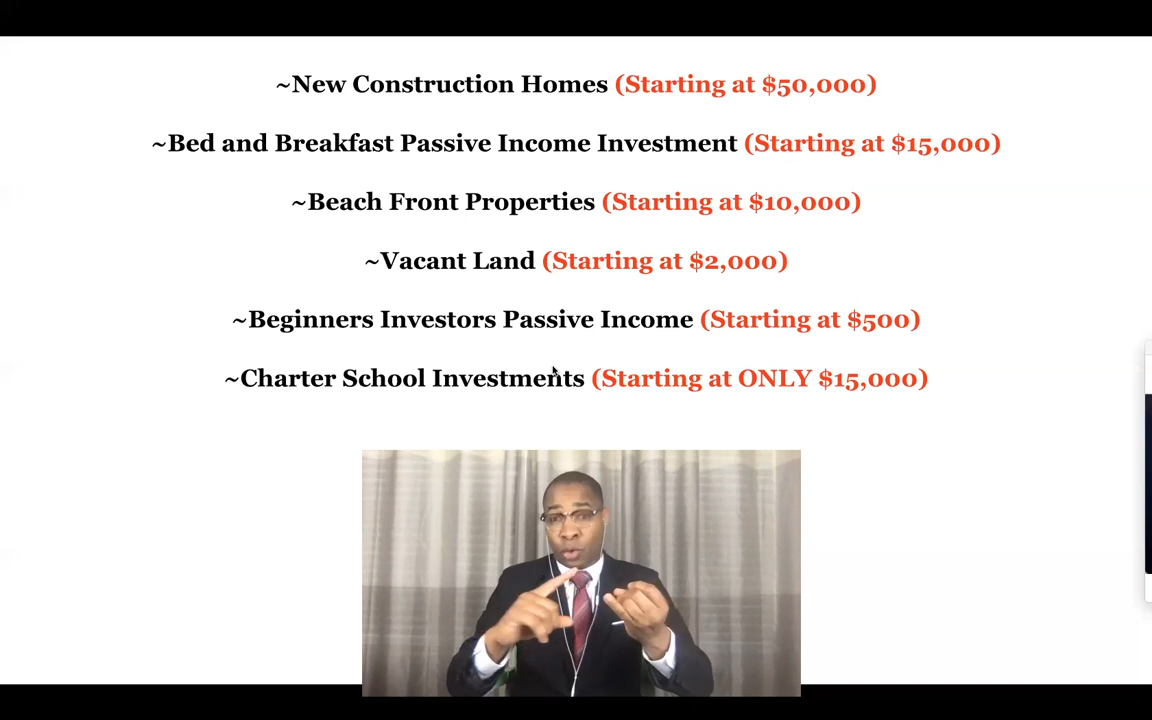 ~New Construction Homes (Starting at $50,000)
~Bed and Breakfast Passive Income Investment (Starting at $15,000)
~Beach Front Properties (Starting at $10,000)
~Vacant Land (Starting at $2,000)
~Beginners Investors Passive Income (Starting at $500)
~Charter School Investments (Starting at ONLY $15,000)